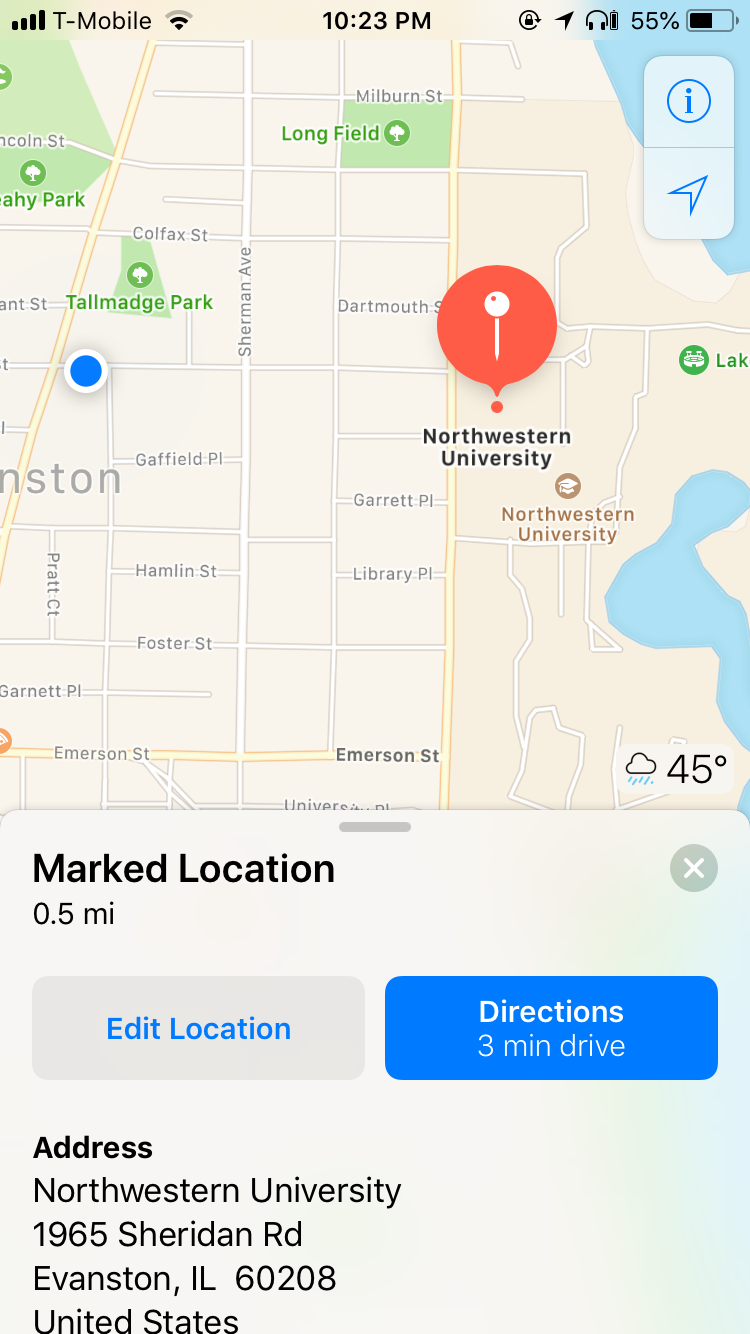 T-Mobile 10:23 PM 55%
Milburn St
Long Field
ncoln St
eahy Park
Colfax St
Sherman Ave
ant St
Tallmadge Park
Dartmouth S
Lak
Northwestern
University
Gaffield Pl
nston
Garrett Pl
Northwestern
University
Pratt Ct
Hamlin St
Library Pl
Foster St
Garnett Pl
Emerson St
Emerson St
45°
University Pl
Marked Location
0.5 mi
Edit Location
Directions
3 min drive
Address
Northwestern University
1965 Sheridan Rd
Evanston, IL 60208
United States